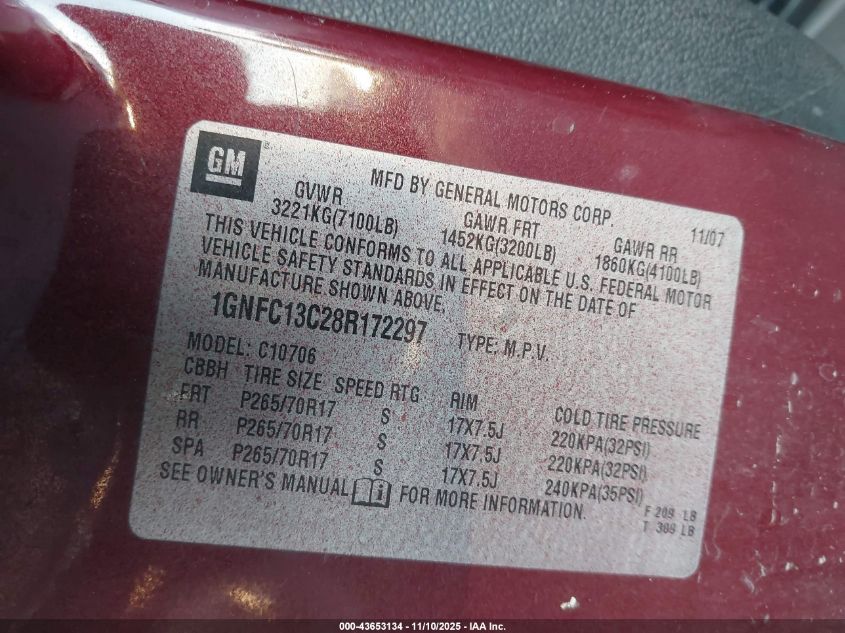 GM
MFD BY GENERAL MOTORS CORP. 11/07
GVWR GAWR FRT GAWR RR
3221KG(7100LB) 1452KG(3200LB) 1860KG(4100LB)
THIS VEHICLE CONFORMS TO ALL APPLICABLE U.S. FEDERAL MOTOR
VEHICLE SAFETY STANDARDS IN EFFECT ON THE DATE OF
MANUFACTURE SHOWN ABOVE.
1GNFC13C28R172297 TYPE: M.P.V.
MODEL: C10706
CBBH TIRE SIZE SPEED RTG RIM COLD TIRE PRESSURE
FRT P265/70R17 S 17X7.5J 220KPA(32PSI)
RR P265/70R17 S 17X7.5J 220KPA(32PSI)
SPA P265/70R17 S 17X7.5J 240KPA(35PSI)
SEE OWNER'S MANUAL FOR MORE INFORMATION.
F 209 LB
T 309 LB
000-43653134 - 11/10/2025 - IAA Inc.